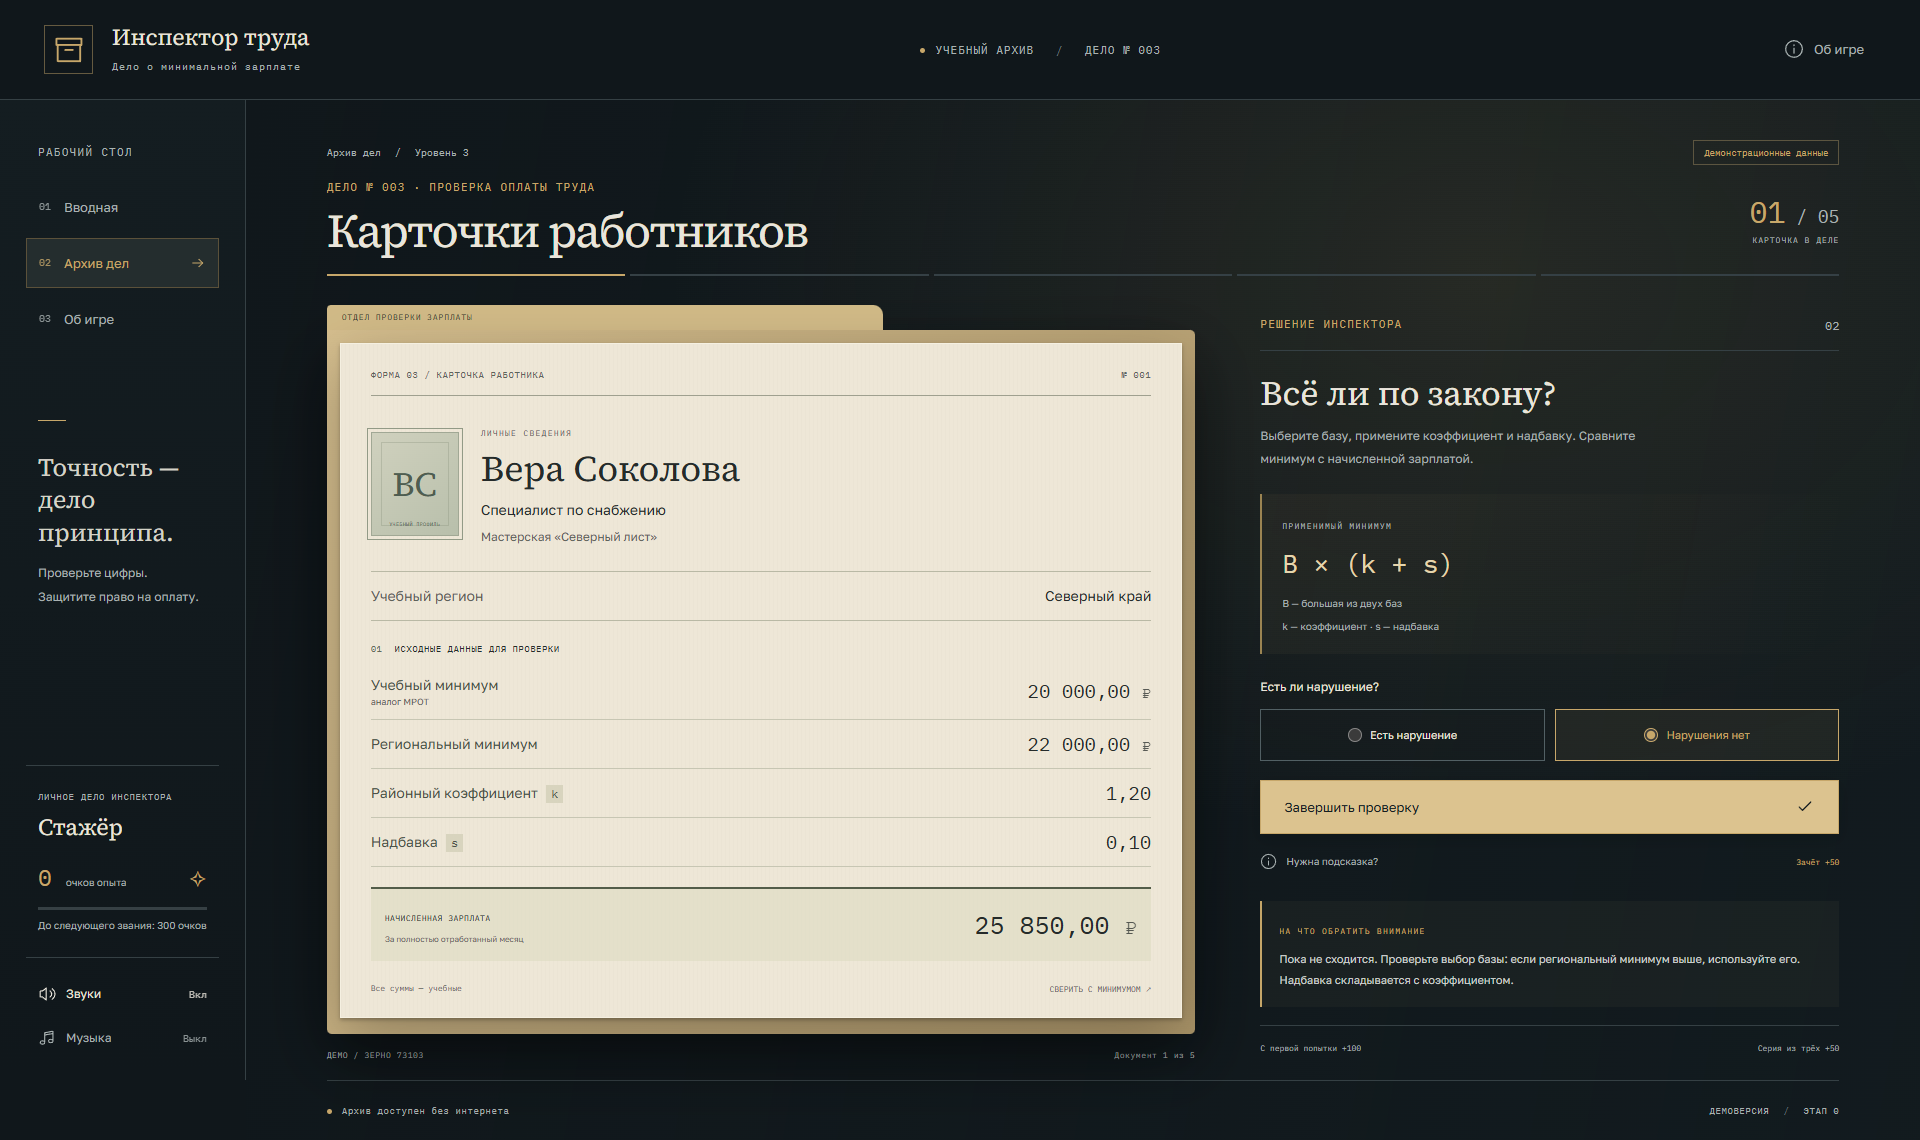 Инспектор труда
Дело о минимальной зарплате
УЧЕБНЫЙ АРХИВ / ДЕЛО № 003
Об игре
РАБОЧИЙ СТОЛ
01 Вводная
02 Архив дел
03 Об игре
Точность —
дело
принципа.
Проверьте цифры.
Защитите право на оплату.
ЛИЧНОЕ ДЕЛО ИНСПЕКТОРА
Стажёр
0 очков опыта
До следующего звания: 300 очков
Звуки Вкл
Музыка Выкл
Архив дел / Уровень 3
Демонстрационные данные
ДЕЛО № 003 · ПРОВЕРКА ОПЛАТЫ ТРУДА
Карточки работников
01 / 05
КАРТОЧКА В ДЕЛЕ
ОТДЕЛ ПРОВЕРКИ ЗАРПЛАТЫ
ФОРМА 03 / КАРТОЧКА РАБОТНИКА № 001
ВС
УЧЕБНЫЙ ПРОФИЛЬ
ЛИЧНЫЕ СВЕДЕНИЯ
Вера Соколова
Специалист по снабжению
Мастерская «Северный лист»
Учебный регион Северный край
01 ИСХОДНЫЕ ДАННЫЕ ДЛЯ ПРОВЕРКИ
Учебный минимум 20 000,00 ₽
аналог МРОТ
Региональный минимум 22 000,00 ₽
Районный коэффициент k 1,20
Надбавка s 0,10
НАЧИСЛЕННАЯ ЗАРПЛАТА 25 850,00 ₽
За полностью отработанный месяц
Все суммы — учебные СВЕРИТЬ С МИНИМУМОМ ↗
ДЕМО / ЗЕРНО 73103 Документ 1 из 5
РЕШЕНИЕ ИНСПЕКТОРА 02
Всё ли по закону?
Выберите базу, примените коэффициент и надбавку. Сравните
минимум с начисленной зарплатой.
ПРИМЕНИМЫЙ МИНИМУМ
B × (k + s)
B — большая из двух баз
k — коэффициент · s — надбавка
Есть ли нарушение?
Есть нарушение Нарушения нет
Завершить проверку
Нужна подсказка? Зачёт +50
НА ЧТО ОБРАТИТЬ ВНИМАНИЕ
Пока не сходится. Проверьте выбор базы: если региональный минимум выше, используйте его.
Надбавка складывается с коэффициентом.
С первой попытки +100 Серия из трёх +50
Архив доступен без интернета ДЕМОВЕРСИЯ / ЭТАП 0